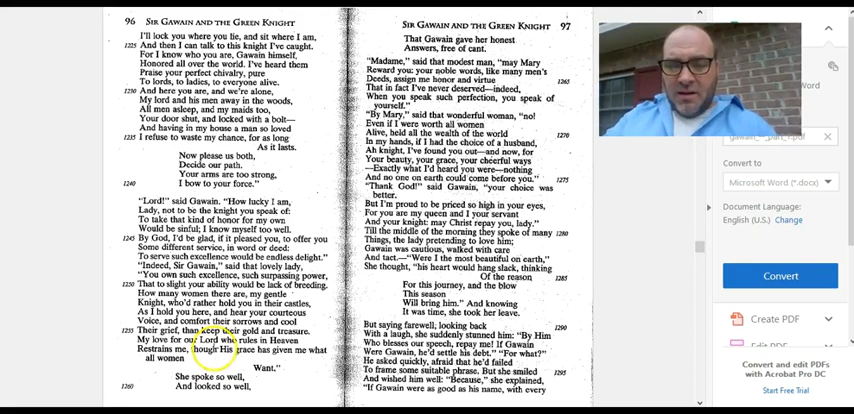 96 SIR GAWAIN AND THE GREEN KNIGHT
I'll lock you where you lie, and sit where I am,
1225 And then I can talk to this knight I've caught.
For I know who you are, Gawain himself,
Honored all over the world. I've heard them
Praise your perfect chivalry, pure
To lords, to ladies, to everyone alive.
1230 And here you are, and we're alone,
My lord and his men away in the woods,
All men asleep, and my maids too,
Your door shut, and locked with a bolt—
And having in my house a man so loved
1235 I refuse to waste my chance, for as long
As it lasts.
Now please us both,
Decide our path.
Your arms are too strong,
1240 I bow to your force."
"Lord!" said Gawain. "How lucky I am,
Lady, not to be the knight you speak of:
To take that kind of honor for my own
Would be sinful; I know myself too well.
1245 By God, I'd be glad, if it pleased you, to offer you
Some different service, in word or deed:
To serve such excellence would be endless delight."
"Indeed, Sir Gawain," said that lovely lady,
"You own such excellence, such surpassing power,
1250 That to slight your ability would be lack of breeding.
How many women there are, my gentle
Knight, who'd rather hold you in their castles,
As I hold you here, and hear your courteous
Voice, and comfort their sorrows and cool
1255 Their grief, than keep their gold and treasure.
My love for our Lord who rules in Heaven
Restrains me, though His grace has given me what
all women
Want."
She spoke so well,
1260 And looked so well,
SIR GAWAIN AND THE GREEN KNIGHT 97
That Gawain gave her honest
Answers, free of cant.
"Madame," said that modest man, "may Mary
Reward you: your noble words, like many men's
Deeds, assign me honor and virtue 1265
That in fact I've never deserved—indeed,
When you speak such perfection, you speak of
yourself."
"By Mary," said that wonderful woman, "no!
Even if I were worth all women
Alive, held all the wealth of the world 1270
In my hands, if I had the choice of a husband,
Ah knight, I've found you out—and now, for
Your beauty, your grace, your cheerful ways
—Exactly what I'd heard you were—nothing
And no one on earth could come before you." 1275
"Thank God!" said Gawain, "your choice was
better.
But I'm proud to be priced so high in your eyes,
For you are my queen and I your servant
And your knight: may Christ repay you, lady."
Till the middle of the morning they spoke of many 1280
Things, the lady pretending to love him;
Gawain was cautious, walked with care
And tact.—"Were I the most beautiful on earth,"
She thought, "his heart would hang slack, thinking
Of the reason 1285
For this journey, and the blow
This season
Will bring him." And knowing
It was time, she took her leave.
But saying farewell; looking back 1290
With a laugh, she suddenly stunned him: "By Him
Who blesses our speech, repay me! If Gawain
Were Gawain, he'd settle his debt." "For what?"
He asked quickly, afraid that he'd failed
To frame some suitable phrase. But she smiled 1295
And wished him well: "Because," she explained,
"If Gawain were as good as his name, with every
Word
Convert to
Microsoft Word (*.docx)
Document Language:
English (U.S.) Change
Convert
Create PDF
Edit PDF
Convert and edit PDFs
with Acrobat Pro DC
Start Free Trial